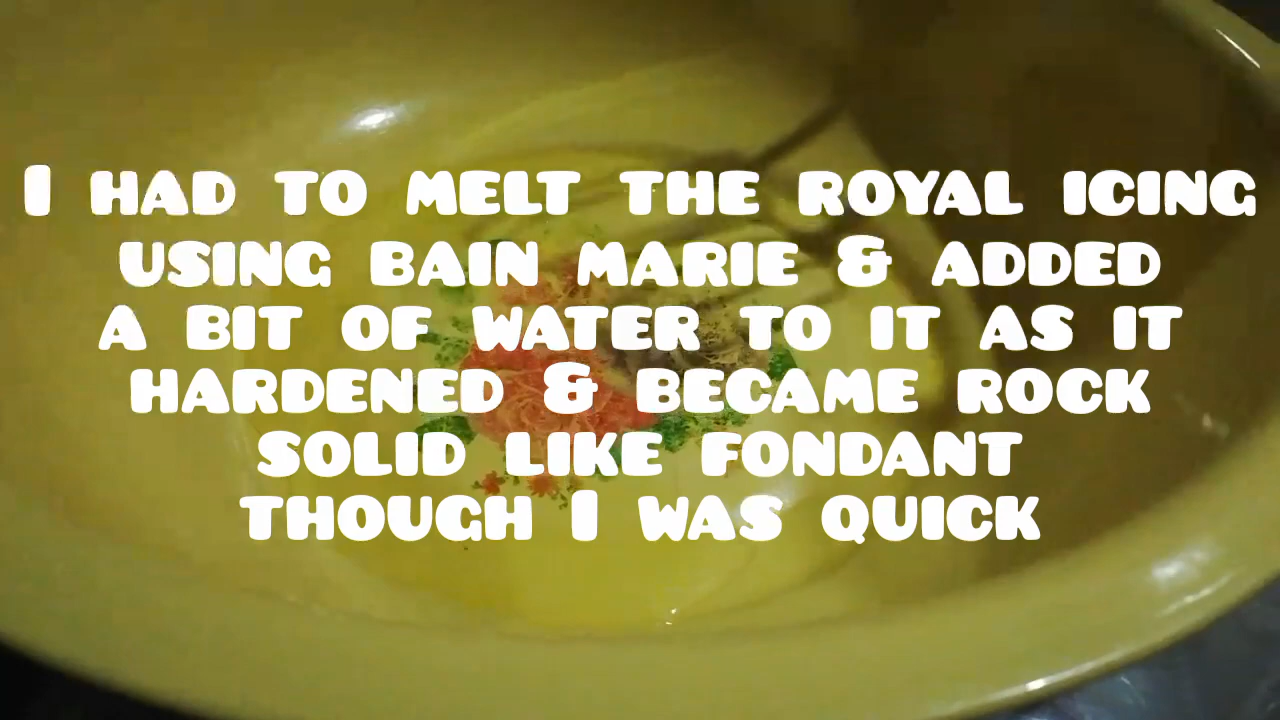 I HAD TO MELT THE ROYAL ICING
USING BAIN MARIE & ADDED
A BIT OF WATER TO IT AS IT
HARDENED & BECAME ROCK
SOLID LIKE FONDANT
THOUGH I WAS QUICK